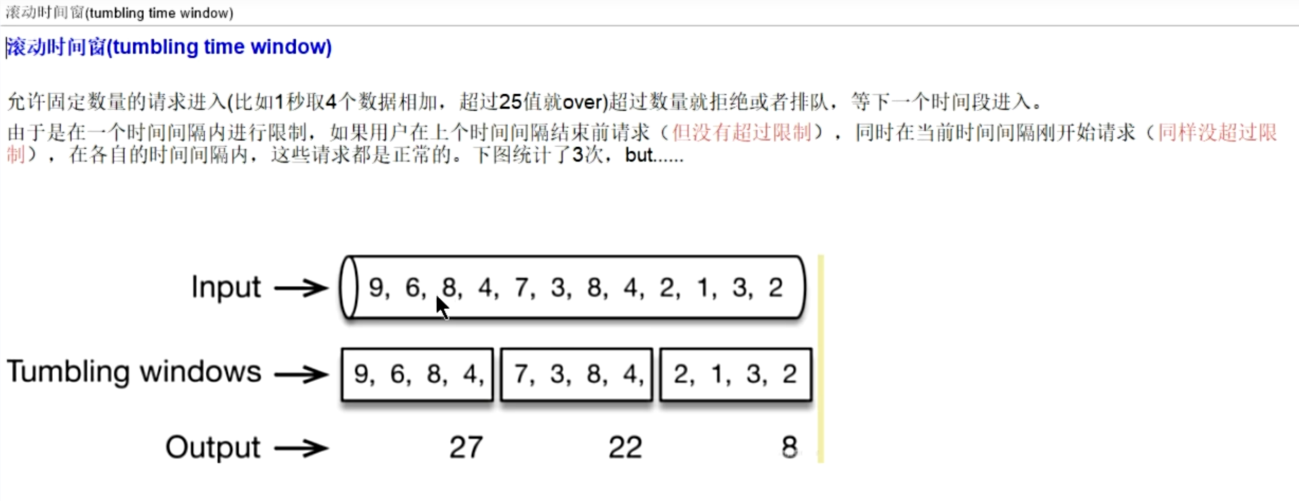 滚动时间窗(tumbling time window)
滚动时间窗(tumbling time window)
允许固定数量的请求进入(比如1秒取4个数据相加，超过25值就over)超过数量就拒绝或者排队，等下一个时间段进入。
由于是在一个时间间隔内进行限制，如果用户在上个时间间隔结束前请求（但没有超过限制），同时在当前时间间隔刚开始请求（同样没超过限
制），在各自的时间间隔内，这些请求都是正常的。下图统计了3次，but......
Input 9, 6, 8, 4, 7, 3, 8, 4, 2, 1, 3, 2
Tumbling windows 9, 6, 8, 4, 7, 3, 8, 4, 2, 1, 3, 2
Output 27 22 8